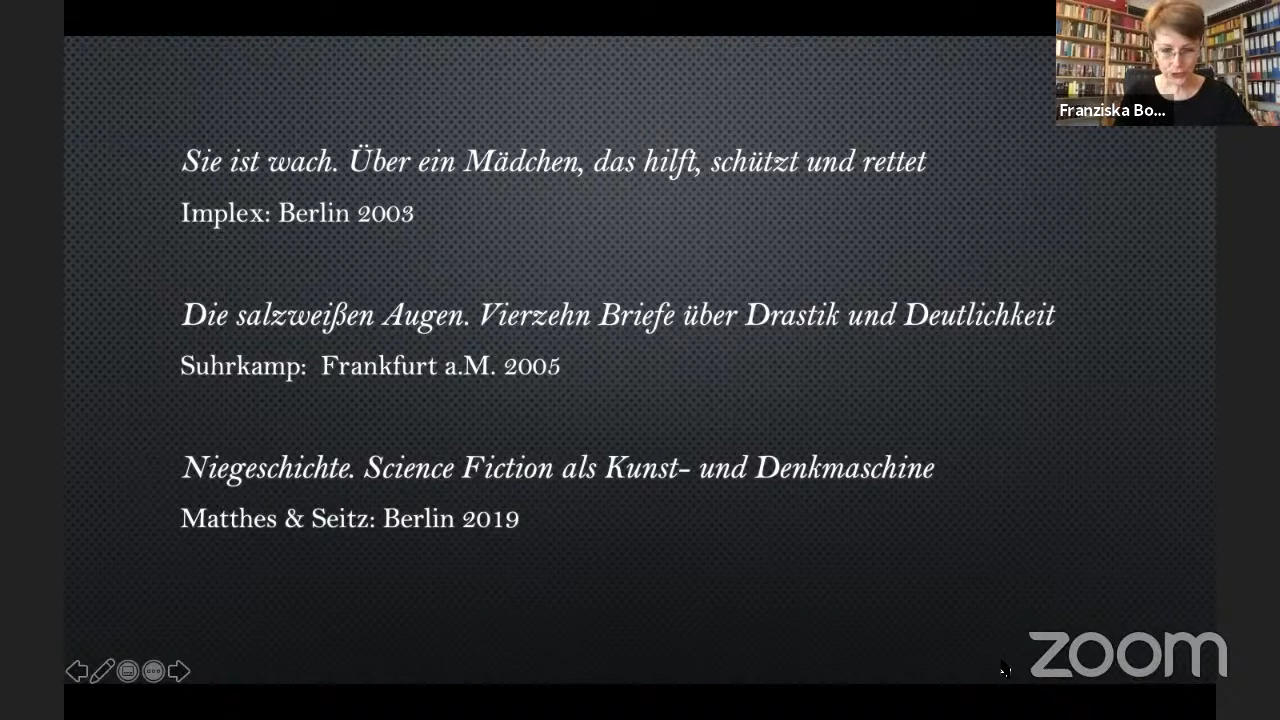 Franziska Bo...
Sie ist wach. Über ein Mädchen, das hilft, schützt und rettet
Implex: Berlin 2003
Die salzweißen Augen. Vierzehn Briefe über Drastik und Deutlichkeit
Suhrkamp: Frankfurt a.M. 2005
Niegeschichte. Science Fiction als Kunst- und Denkmaschine
Matthes & Seitz: Berlin 2019
zoom